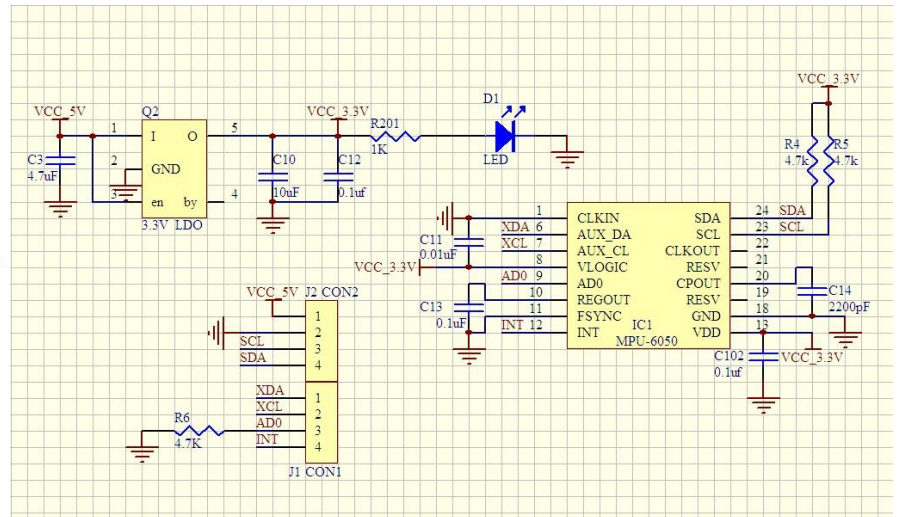 VCC_5V
Q2
VCC_3.3V
1
I
O
5
2
GND
3
en
by
4
3.3V LDO
C3
4.7uF
C10
10uF
C12
0.1uf
R201
1K
D1
LED
VCC_3.3V
R4
4.7k
R5
4.7k
1
CLKIN
XDA 6
AUX_DA
XCL 7
AUX_CL
8
VLOGIC
AD0 9
AD0
10
REGOUT
11
FSYNC
INT 12
INT
SDA
24 SDA
SCL
23 SCL
CLKOUT
22
RESV
21
CPOUT
20
RESV
19
GND
18
VDD
13
IC1
MPU-6050
C11
0.01uF
VCC_3.3V
C13
0.1uF
C14
2200pF
C102
0.1uf
VCC_3.3V
VCC_5V
J2 CON2
1
2
SCL
3
SDA
4
XDA
1
XCL
2
AD0
3
INT
4
J1 CON1
R6
4.7K